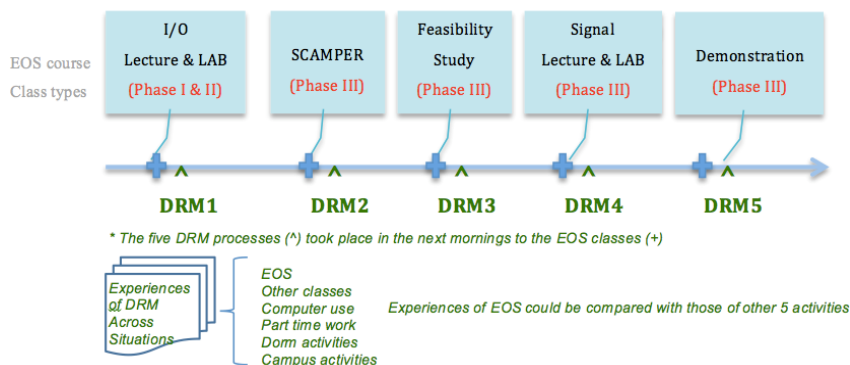 EOS course
Class types
I/O
Lecture & LAB
(Phase I & II)
SCAMPER
(Phase III)
Feasibility
Study
(Phase III)
Signal
Lecture & LAB
(Phase III)
Demonstration
(Phase III)
^ ^ ^ ^ ^
DRM1 DRM2 DRM3 DRM4 DRM5
* The five DRM processes (^) took place in the next mornings to the EOS classes (+)
Experiences
of DRM
Across
Situations
EOS
Other classes
Computer use
Part time work
Dorm activities
Campus activities
Experiences of EOS could be compared with those of other 5 activities